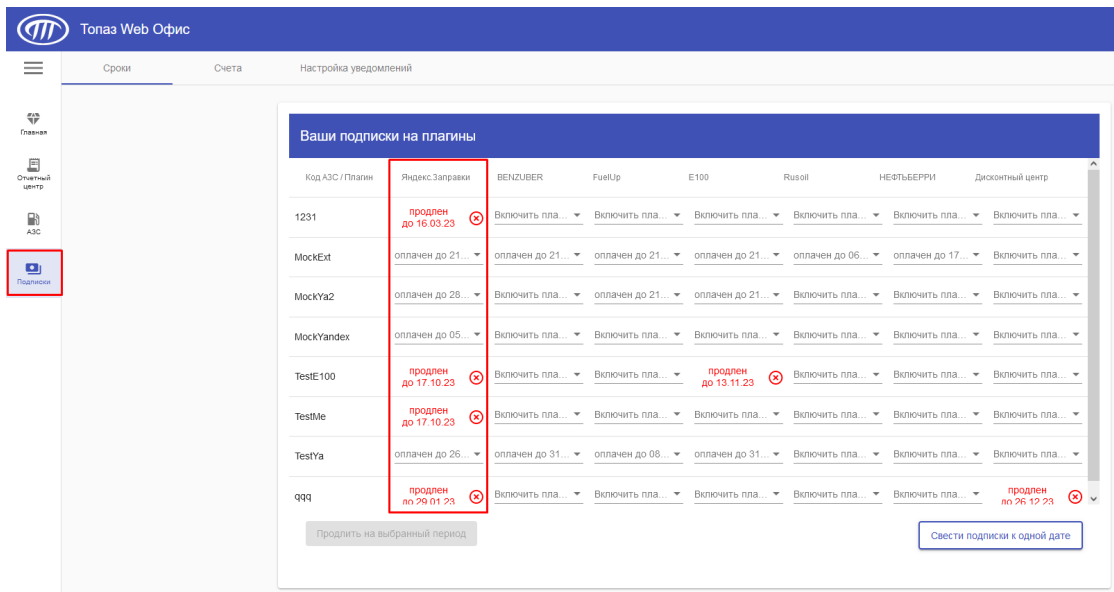 Топаз Web Офис
Сроки Счета Настройка уведомлений
Главная
Отчетный центр
АЗС
Подписки
Ваши подписки на плагины
Код АЗС / Плагин Яндекс.Заправки BENZUBER FuelUp E100 Rusoil НЕФТЬБЕРРИ Дисконтный центр
1231 продлен до 16.03.23 Включить пла... Включить пла... Включить пла... Включить пла... Включить пла... Включить пла...
MockExt оплачен до 21... оплачен до 21... оплачен до 21... оплачен до 21... оплачен до 06... оплачен до 17... Включить пла...
MockYa2 оплачен до 28... Включить пла... оплачен до 21... оплачен до 21... Включить пла... Включить пла... Включить пла...
MockYandex оплачен до 05... Включить пла... Включить пла... Включить пла... Включить пла... Включить пла... Включить пла...
TestE100 продлен до 17.10.23 Включить пла... Включить пла... продлен до 13.11.23 Включить пла... Включить пла... Включить пла...
TestMe продлен до 17.10.23 Включить пла... Включить пла... Включить пла... Включить пла... Включить пла... Включить пла...
TestYa оплачен до 26... оплачен до 31... оплачен до 08... оплачен до 31... Включить пла... Включить пла... Включить пла...
qqq продлен до 29.01.23 Включить пла... Включить пла... Включить пла... Включить пла... Включить пла... продлен до 26.12.23
Продлить на выбранный период Свести подписки к одной дате